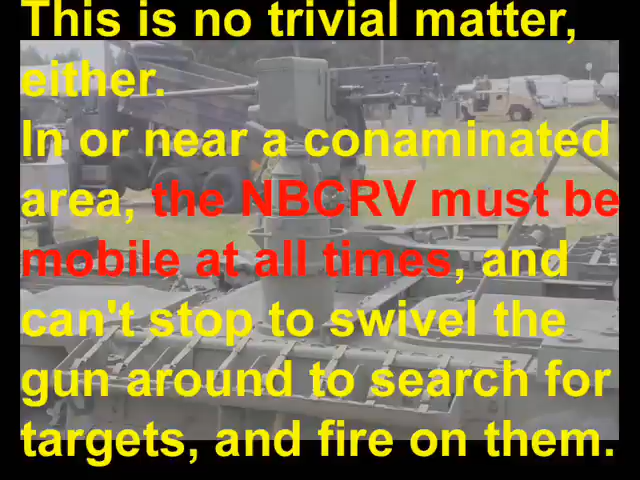 This is no trivial matter,
either.
In or near a conaminated
area, the NBCRV must be
mobile at all times, and
can't stop to swivel the
gun around to search for
targets, and fire on them.